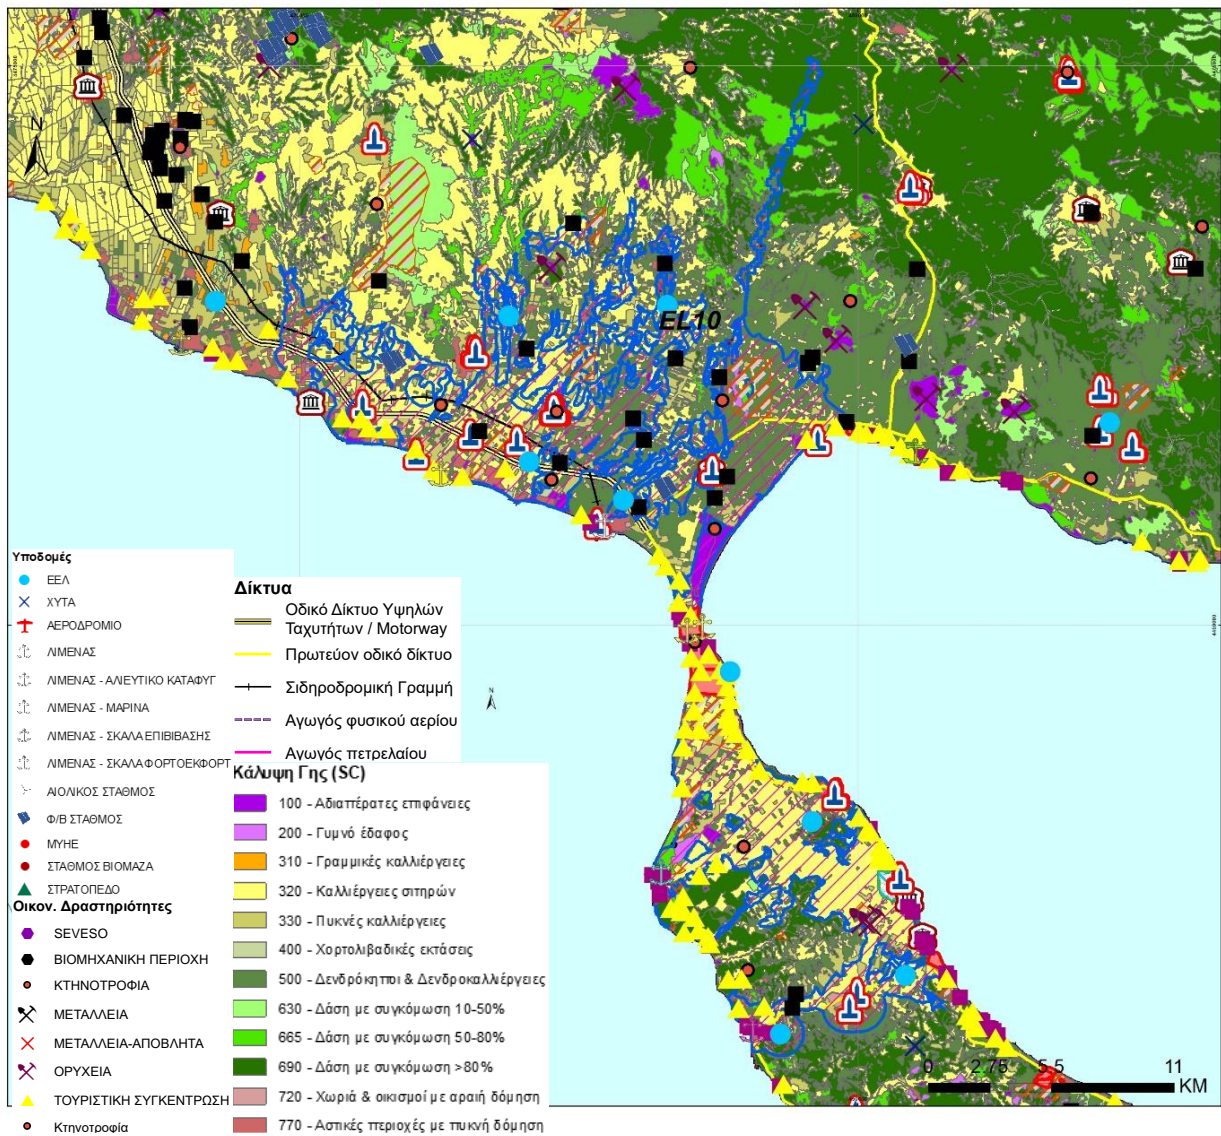 N
EL10
Υποδομές
ΕΕΛ
ΧΥΤΑ
ΑΕΡΟΔΡΟΜΙΟ
ΛΙΜΕΝΑΣ
ΛΙΜΕΝΑΣ - ΑΛΙΕΥΤΙΚΟ ΚΑΤΑΦΥΓ
ΛΙΜΕΝΑΣ - ΜΑΡΙΝΑ
ΛΙΜΕΝΑΣ - ΣΚΑΛΑ ΕΠΙΒΙΒΑΣΗΣ
ΛΙΜΕΝΑΣ - ΣΚΑΛΑ ΦΟΡΤΟΕΚΦΟΡΤ
ΑΙΟΛΙΚΟΣ ΣΤΑΘΜΟΣ
Φ/Β ΣΤΑΘΜΟΣ
ΜΥΗΕ
ΣΤΑΘΜΟΣ ΒΙΟΜΑΖΑ
ΣΤΡΑΤΟΠΕΔΟ
Οικον. Δραστηριότητες
SEVESO
ΒΙΟΜΗΧΑΝΙΚΗ ΠΕΡΙΟΧΗ
ΚΤΗΝΟΤΡΟΦΙΑ
ΜΕΤΑΛΛΕΙΑ
ΜΕΤΑΛΛΕΙΑ-ΑΠΟΒΛΗΤΑ
ΟΡΥΧΕΙΑ
ΤΟΥΡΙΣΤΙΚΗ ΣΥΓΚΕΝΤΡΩΣΗ
Κτηνοτροφία
Δίκτυα
Οδικό Δίκτυο Υψηλών
Ταχυτήτων / Motorway
Πρωτεύον οδικό δίκτυο
Σιδηροδρομική Γραμμή
Αγωγός φυσικού αερίου
Αγωγός πετρελαίου
Κάλυψη Γης (SC)
100 - Αδιαπέρατες επιφάνειες
200 - Γυμνό έδαφος
310 - Γραμμικές καλλιέργειες
320 - Καλλιέργειες σιτηρών
330 - Πυκνές καλλιέργειες
400 - Χορτολιβαδικές εκτάσεις
500 - Δενδρόκηποι & Δενδροκαλλιέργειες
630 - Δάση με συγκόμωση 10-50%
665 - Δάση με συγκόμωση 50-80%
690 - Δάση με συγκόμωση >80%
720 - Χωριά & οικισμοί με αραιή δόμηση
770 - Αστικές περιοχές με πυκνή δόμηση
N
0 2.75 5.5 11
KM